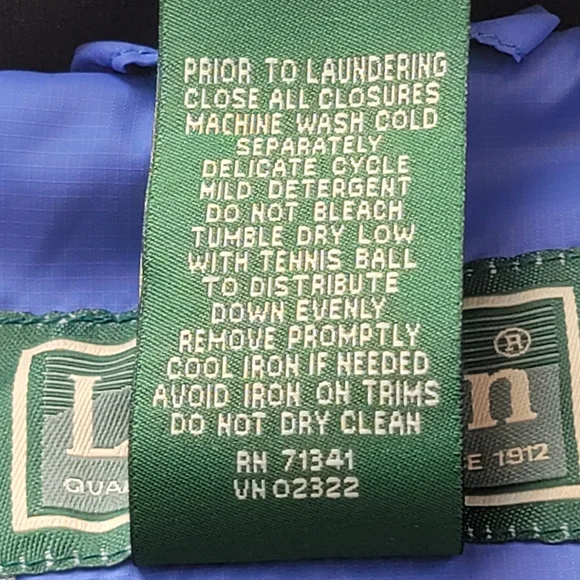 PRIOR TO LAUNDERING
CLOSE ALL CLOSURES
MACHINE WASH COLD
SEPARATELY
DELICATE CYCLE
MILD DETERGENT
DO NOT BLEACH
TUMBLE DRY LOW
WITH TENNIS BALL
TO DISTRIBUTE
DOWN EVENLY
REMOVE PROMPTLY
COOL IRON IF NEEDED
AVOID IRON ON TRIMS
DO NOT DRY CLEAN
RN 71341
VN 02322
L n ®
QUA E 1912